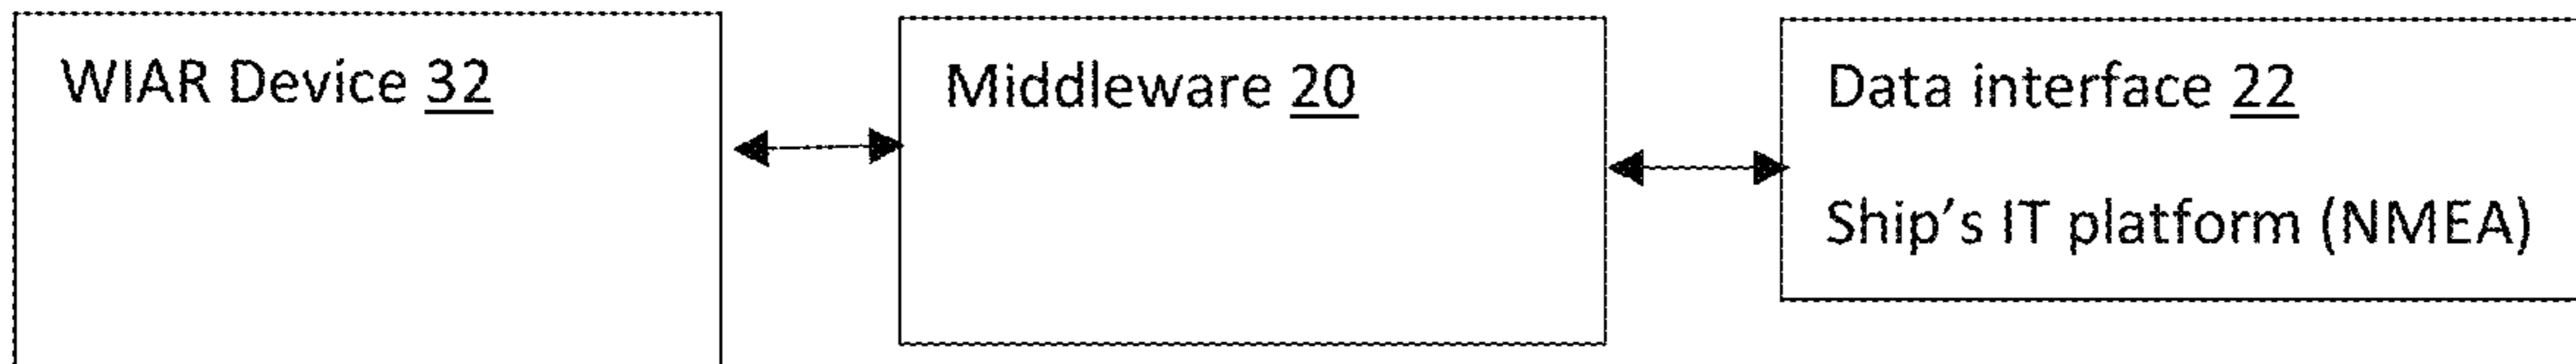 WIAR Device 32
Middleware 20
Data interface 22
Ship's IT platform (NMEA)